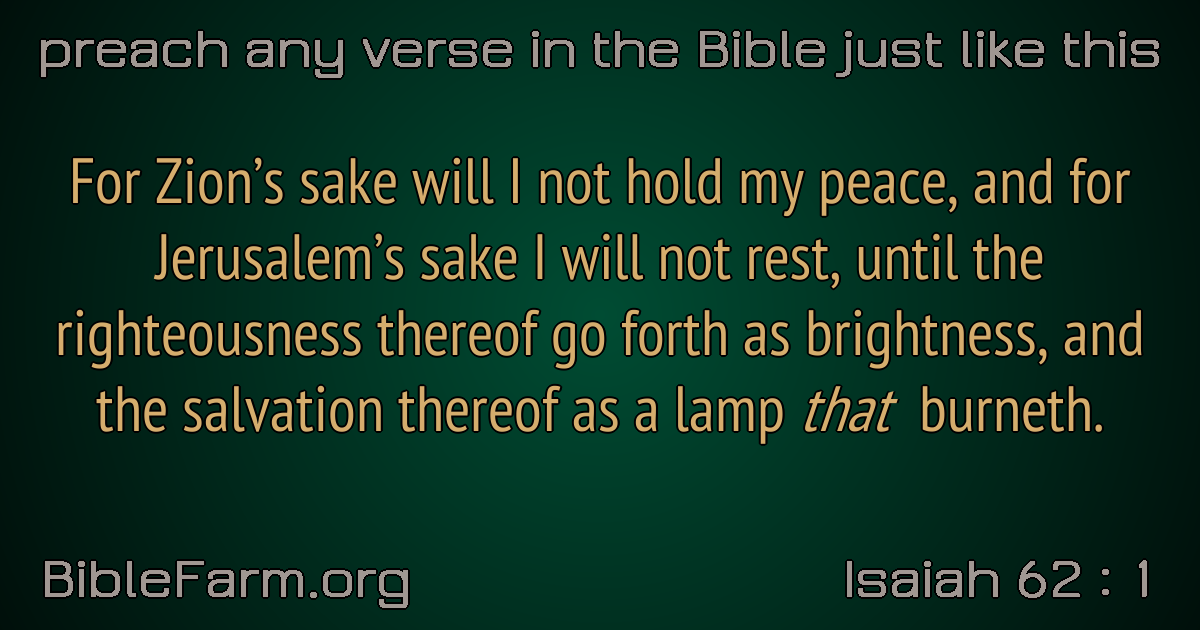 preach any verse in the Bible just like this
For Zion’s sake will I not hold my peace, and for
Jerusalem’s sake I will not rest, until the
righteousness thereof go forth as brightness, and
the salvation thereof as a lamp that burneth.
BibleFarm.org
Isaiah 62 : 1